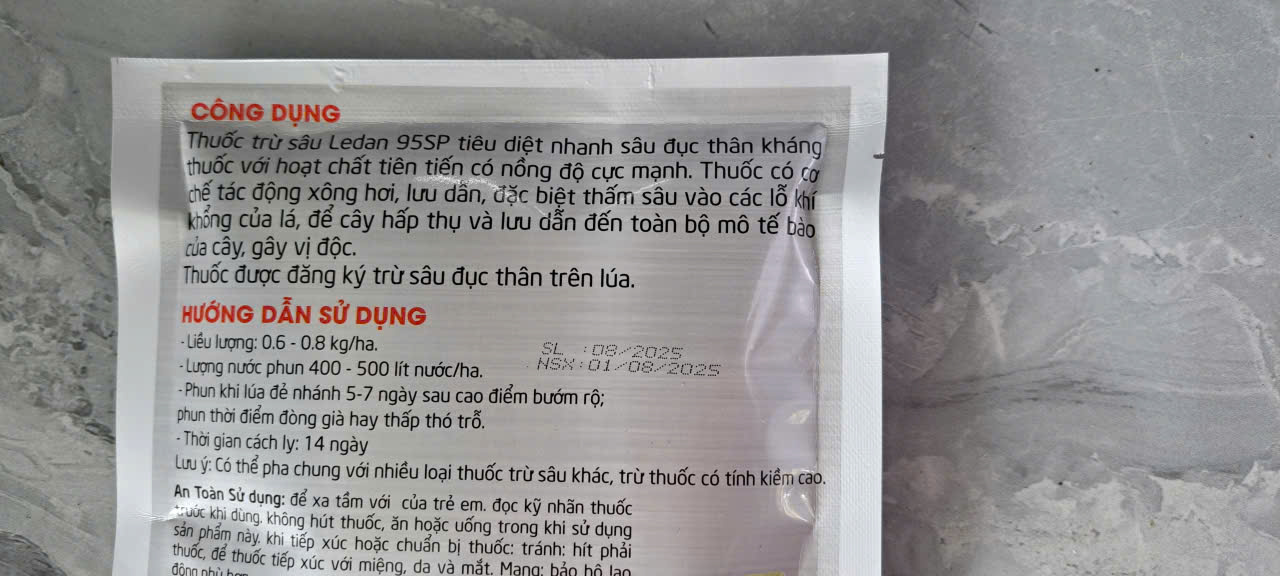 CÔNG DỤNG
Thuốc trừ sâu Ledan 95SP tiêu diệt nhanh sâu đục thân kháng
thuốc với hoạt chất tiên tiến có nồng độ cực mạnh. Thuốc có cơ
chế tác động xông hơi, lưu dẫn, đặc biệt thấm sâu vào các lỗ khí
khổng của lá, để cây hấp thụ và lưu dẫn đến toàn bộ mô tế bào
của cây, gây vị độc.
Thuốc được đăng ký trừ sâu đục thân trên lúa.
HƯỚNG DẪN SỬ DỤNG
- Liều lượng: 0.6 - 0.8 kg/ha.
- Lượng nước phun 400 - 500 lít nước/ha.
SL :08/2025
NSX:01/08/2025
- Phun khi lúa đẻ nhánh 5-7 ngày sau cao điểm bướm rộ;
phun thời điểm đòng già hay thấp thó trỗ.
- Thời gian cách ly: 14 ngày
Lưu ý: Có thể pha chung với nhiều loại thuốc trừ sâu khác, trừ thuốc có tính kiềm cao.
An Toàn Sử dụng: để xa tầm với của trẻ em. đọc kỹ nhãn thuốc
trước khi dùng. không hút thuốc, ăn hoặc uống trong khi sử dụng
sản phẩm này. khi tiếp xúc hoặc chuẩn bị thuốc: tránh: hít phải
thuốc, để thuốc tiếp xúc với miệng, da và mắt. Mang: bảo hộ lao
động phù hợp